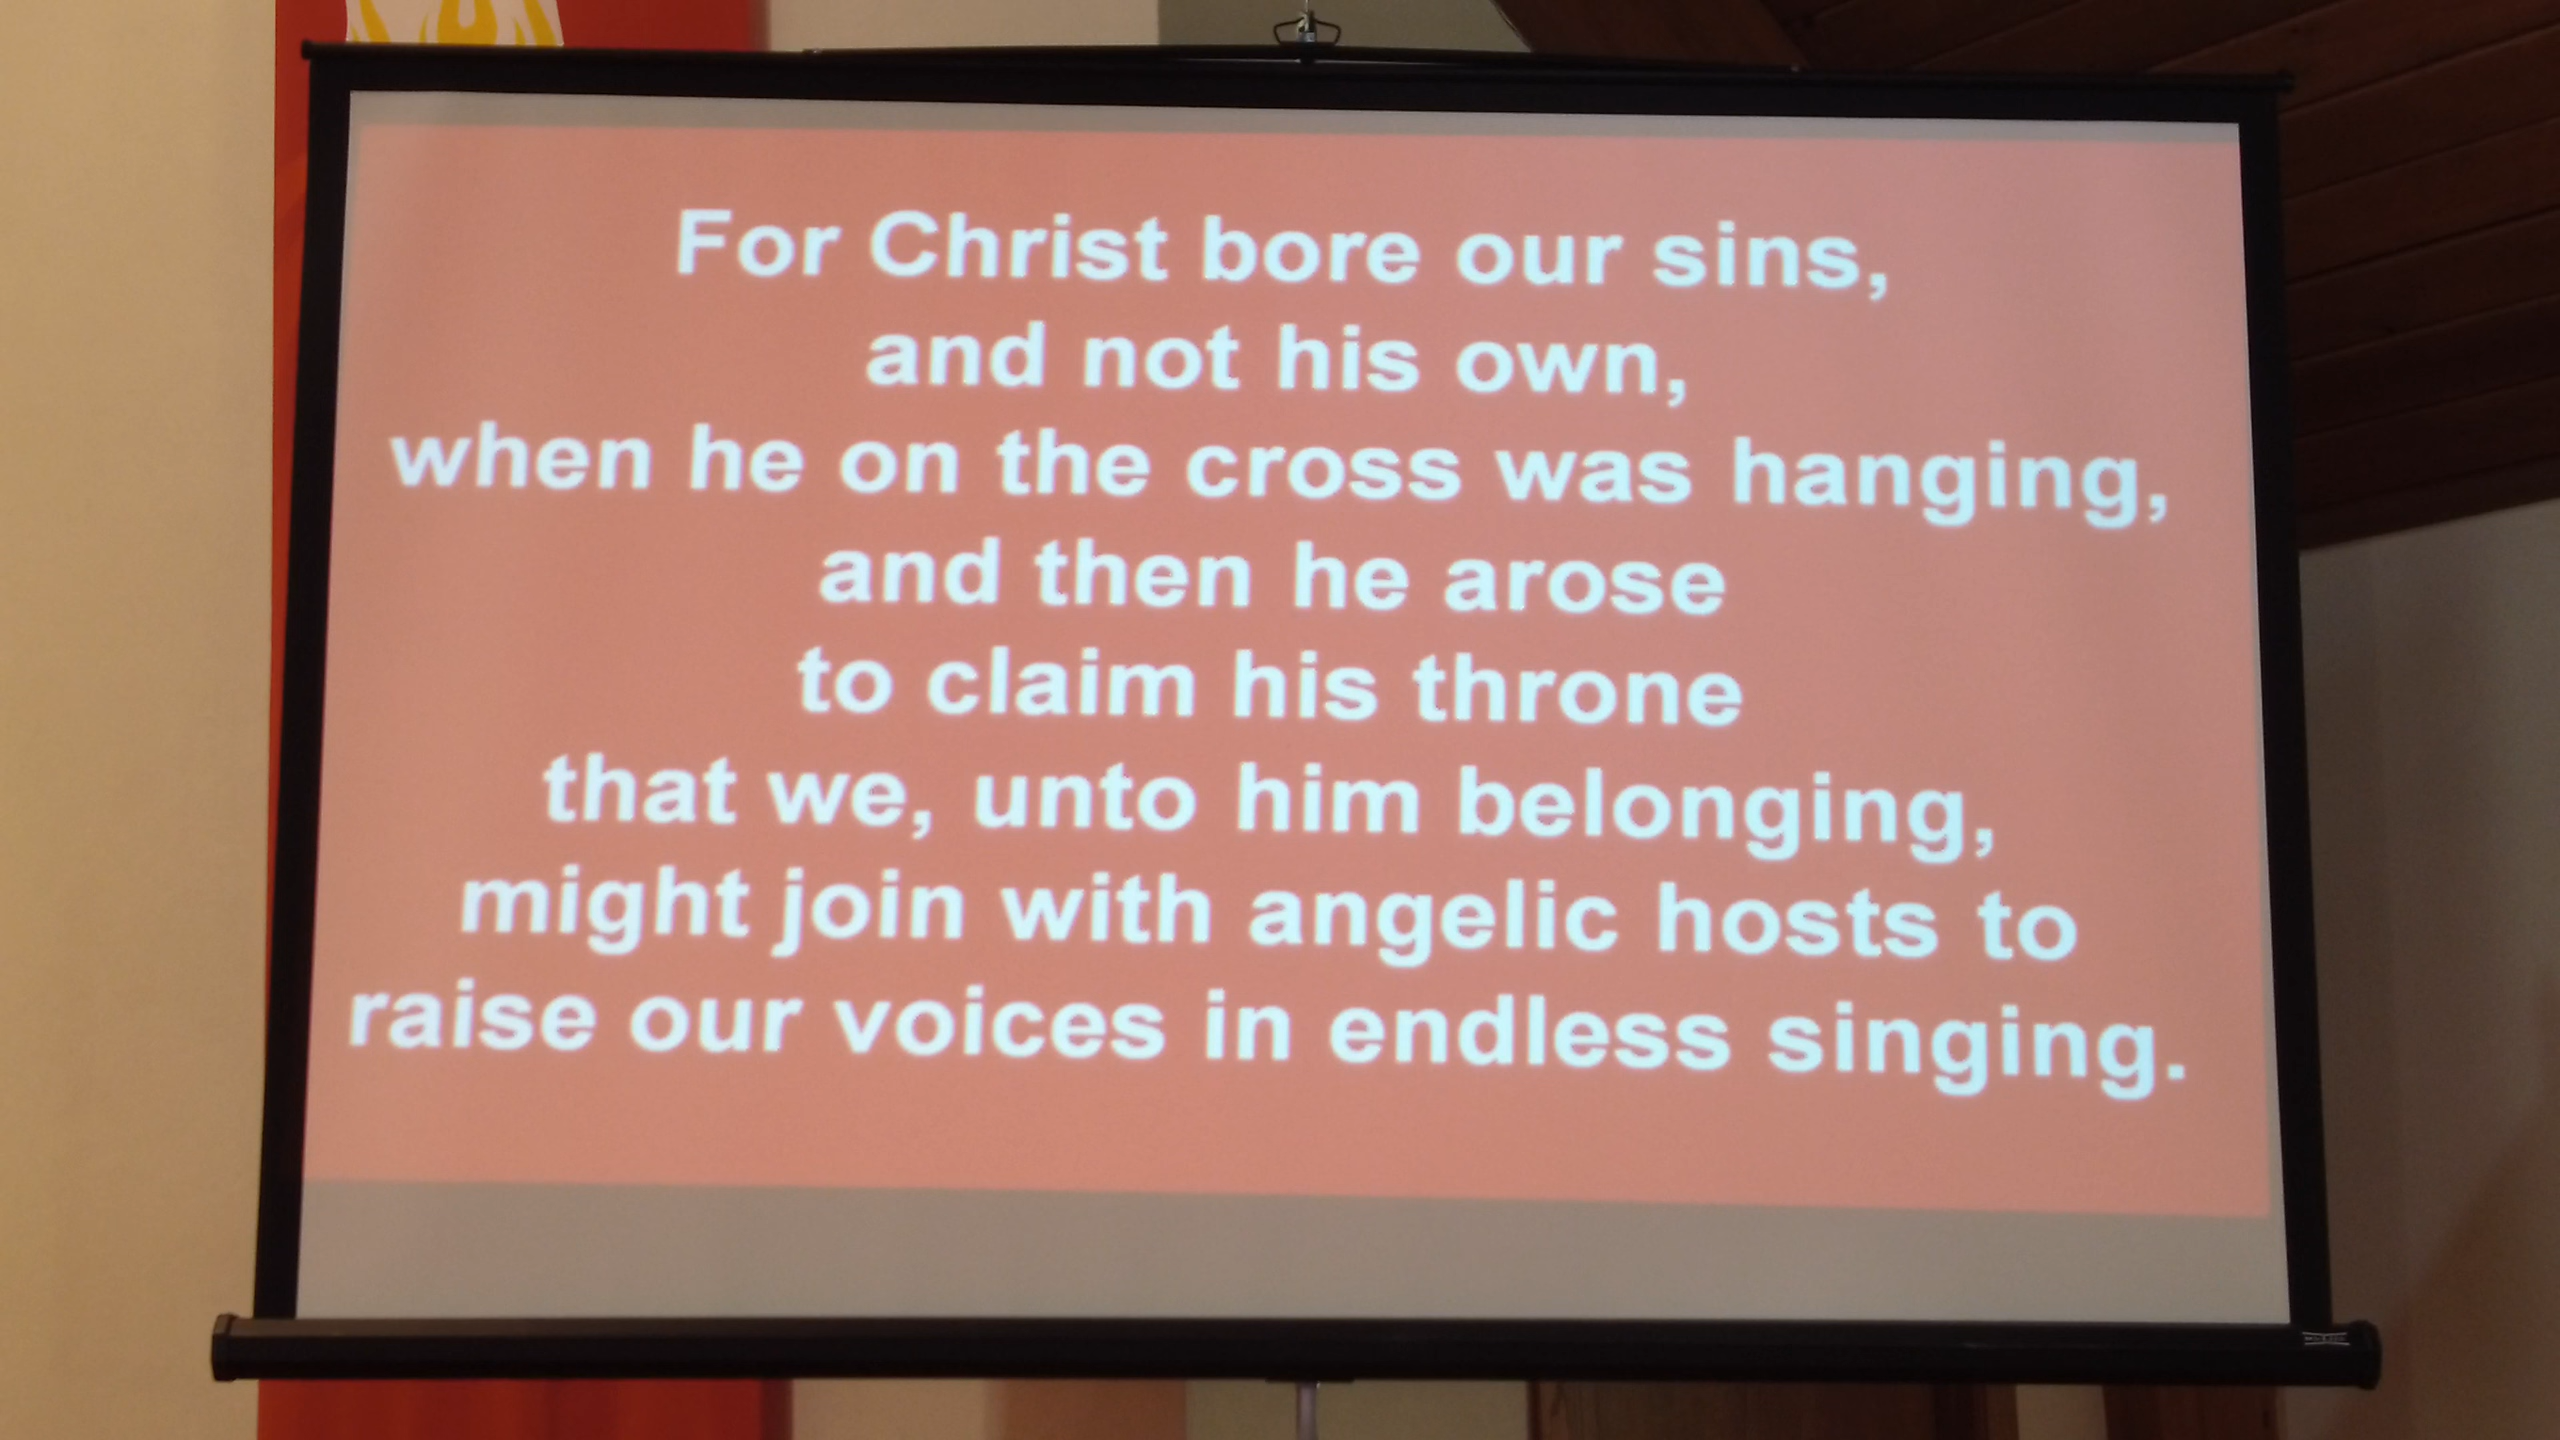 For Christ bore our sins,
and not his own,
when he on the cross was hanging,
and then he arose
to claim his throne
that we, unto him belonging,
might join with angelic hosts to
raise our voices in endless singing.